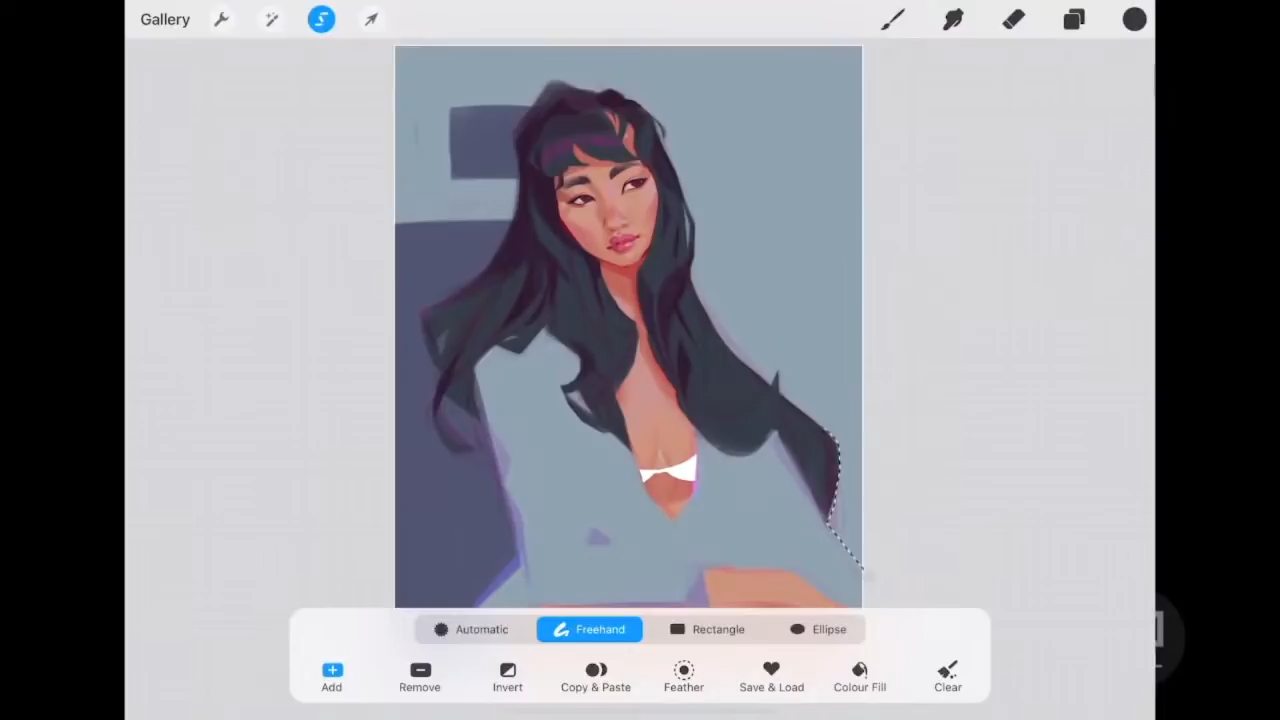 Gallery
Automatic Freehand Rectangle Ellipse
Add Remove Invert Copy & Paste Feather Save & Load Colour Fill Clear